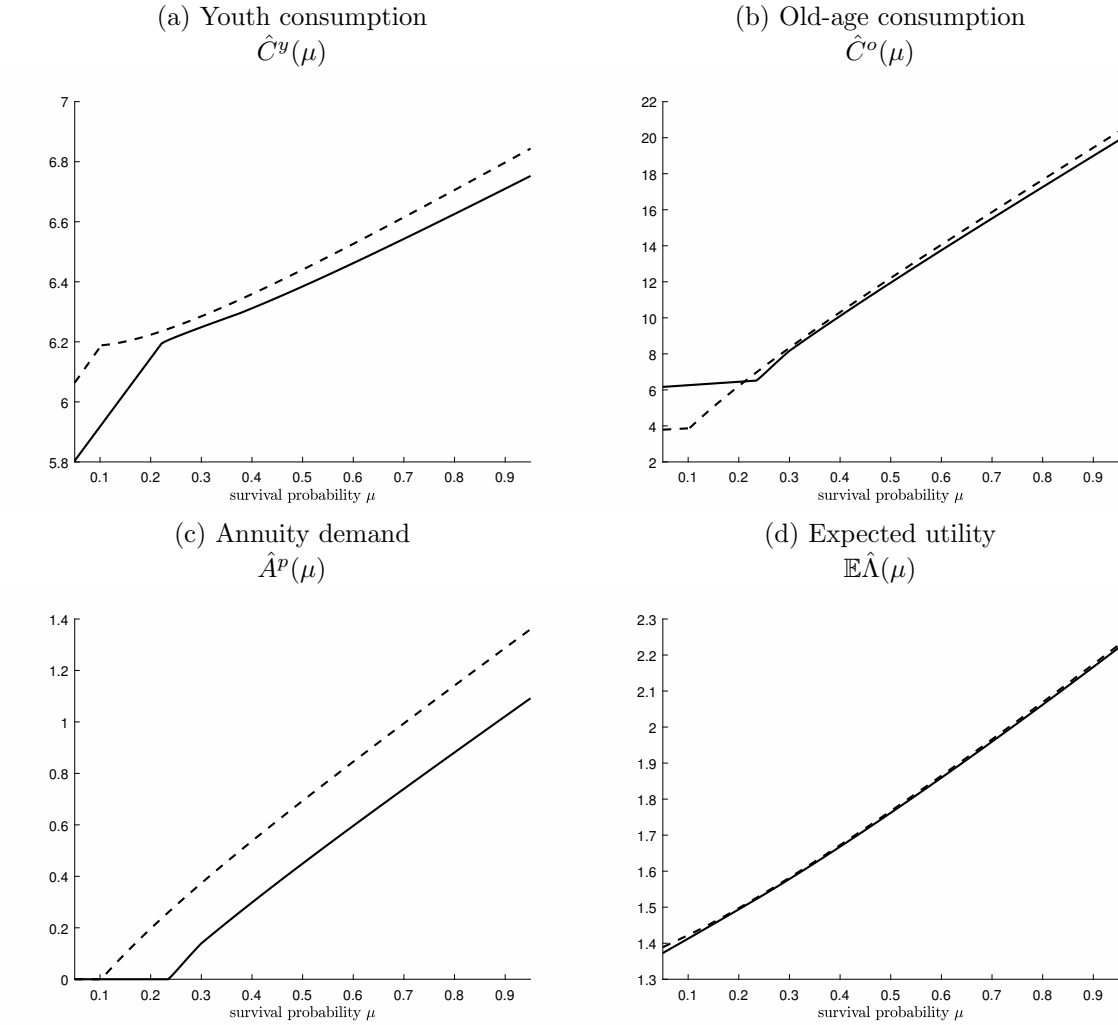 (a) Youth consumption
Ĉʸ(μ)
7
6.8
6.6
6.4
6.2
6
5.8
0.1 0.2 0.3 0.4 0.5 0.6 0.7 0.8 0.9
survival probability μ
(b) Old-age consumption
Ĉᵒ(μ)
22
20
18
16
14
12
10
8
6
4
2
0.1 0.2 0.3 0.4 0.5 0.6 0.7 0.8 0.9
survival probability μ
(c) Annuity demand
Âᵖ(μ)
1.4
1.2
1
0.8
0.6
0.4
0.2
0
0.1 0.2 0.3 0.4 0.5 0.6 0.7 0.8 0.9
survival probability μ
(d) Expected utility
𝔼Λ̂(μ)
2.3
2.2
2.1
2
1.9
1.8
1.7
1.6
1.5
1.4
1.3
0.1 0.2 0.3 0.4 0.5 0.6 0.7 0.8 0.9
survival probability μ